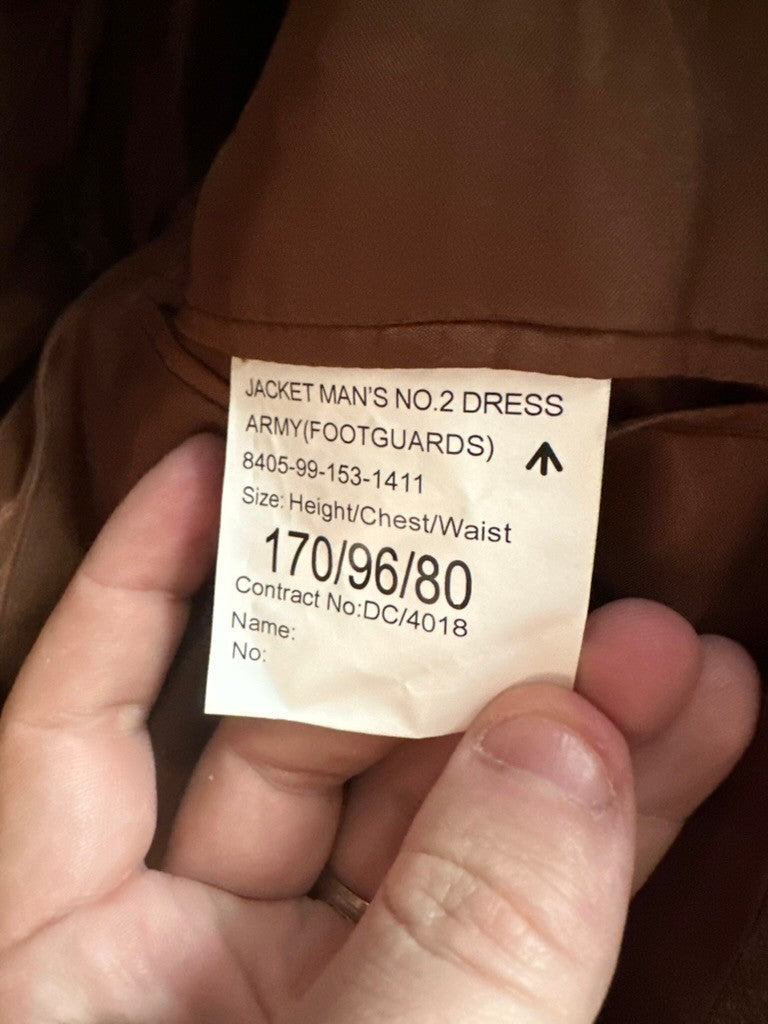 JACKET MAN'S NO.2 DRESS
ARMY(FOOTGUARDS)
8405-99-153-1411
Size: Height/Chest/Waist
170/96/80
Contract No:DC/4018
Name:
No: